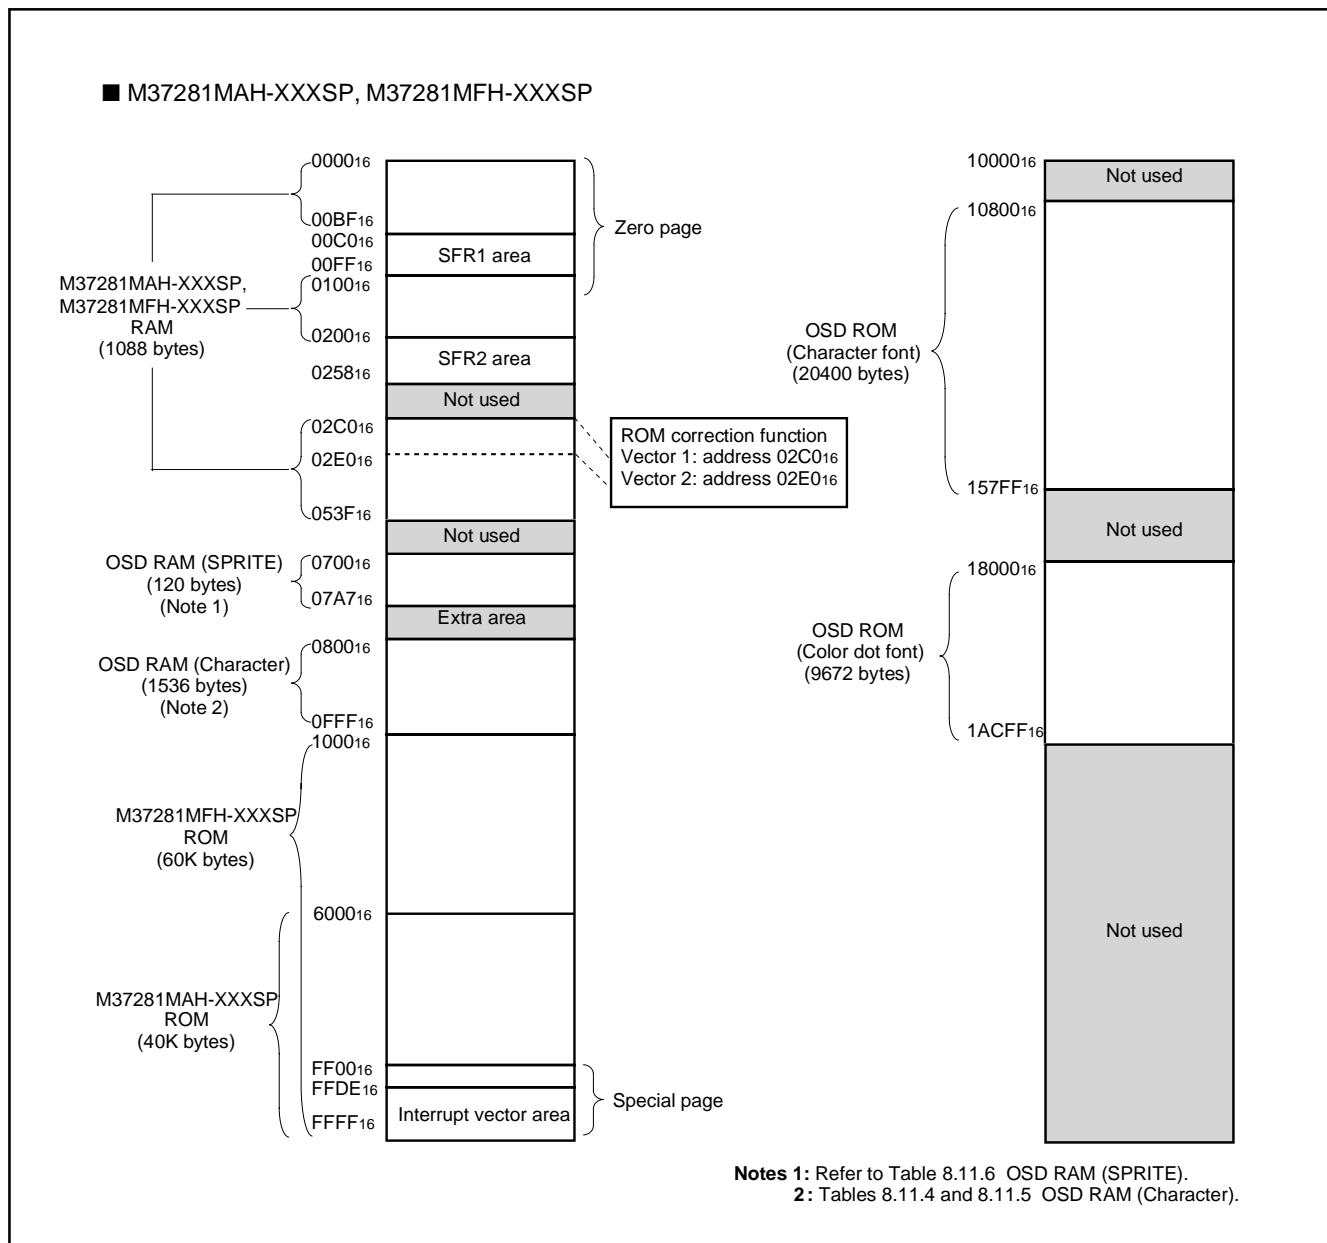 ■ M37281MAH-XXXSP, M37281MFH-XXXSP
000016
00BF16
00C016
00FF16
010016
020016
025816
02C016
02E016
053F16
070016
07A716
080016
0FFF16
100016
600016
FF0016
FFDE16
FFFF16
M37281MAH-XXXSP,
M37281MFH-XXXSP
RAM
(1088 bytes)
OSD RAM (SPRITE)
(120 bytes)
(Note 1)
OSD RAM (Character)
(1536 bytes)
(Note 2)
M37281MFH-XXXSP
ROM
(60K bytes)
M37281MAH-XXXSP
ROM
(40K bytes)
SFR1 area
SFR2 area
Not used
Not used
Extra area
Interrupt vector area
Zero page
ROM correction function
Vector 1: address 02C016
Vector 2: address 02E016
Special page
1000016
1080016
157FF16
1800016
1ACFF16
OSD ROM
(Character font)
(20400 bytes)
OSD ROM
(Color dot font)
(9672 bytes)
Not used
Not used
Not used
Notes 1: Refer to Table 8.11.6 OSD RAM (SPRITE).
2: Tables 8.11.4 and 8.11.5 OSD RAM (Character).